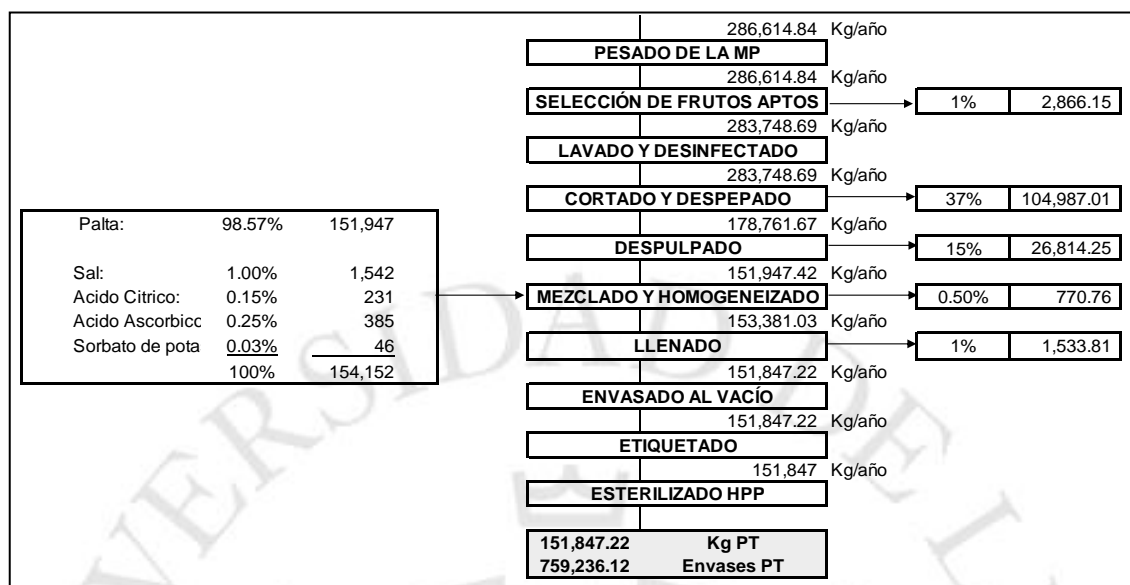 286,614.84 Kg/año
PESADO DE LA MP
286,614.84 Kg/año
SELECCIÓN DE FRUTOS APTOS 1% 2,866.15
283,748.69 Kg/año
LAVADO Y DESINFECTADO
283,748.69 Kg/año
CORTADO Y DESPEPADO 37% 104,987.01
178,761.67 Kg/año
DESPULPADO 15% 26,814.25
151,947.42 Kg/año
Palta: 98.57% 151,947
Sal: 1.00% 1,542
Acido Citrico: 0.15% 231
Acido Ascorbicc 0.25% 385
Sorbato de pota 0.03% 46
100% 154,152
MEZCLADO Y HOMOGENEIZADO 0.50% 770.76
153,381.03 Kg/año
LLENADO 1% 1,533.81
151,847.22 Kg/año
ENVASADO AL VACÍO
151,847.22 Kg/año
ETIQUETADO
151,847 Kg/año
ESTERILIZADO HPP
151,847.22 Kg PT
759,236.12 Envases PT
VERSIDAD DE L